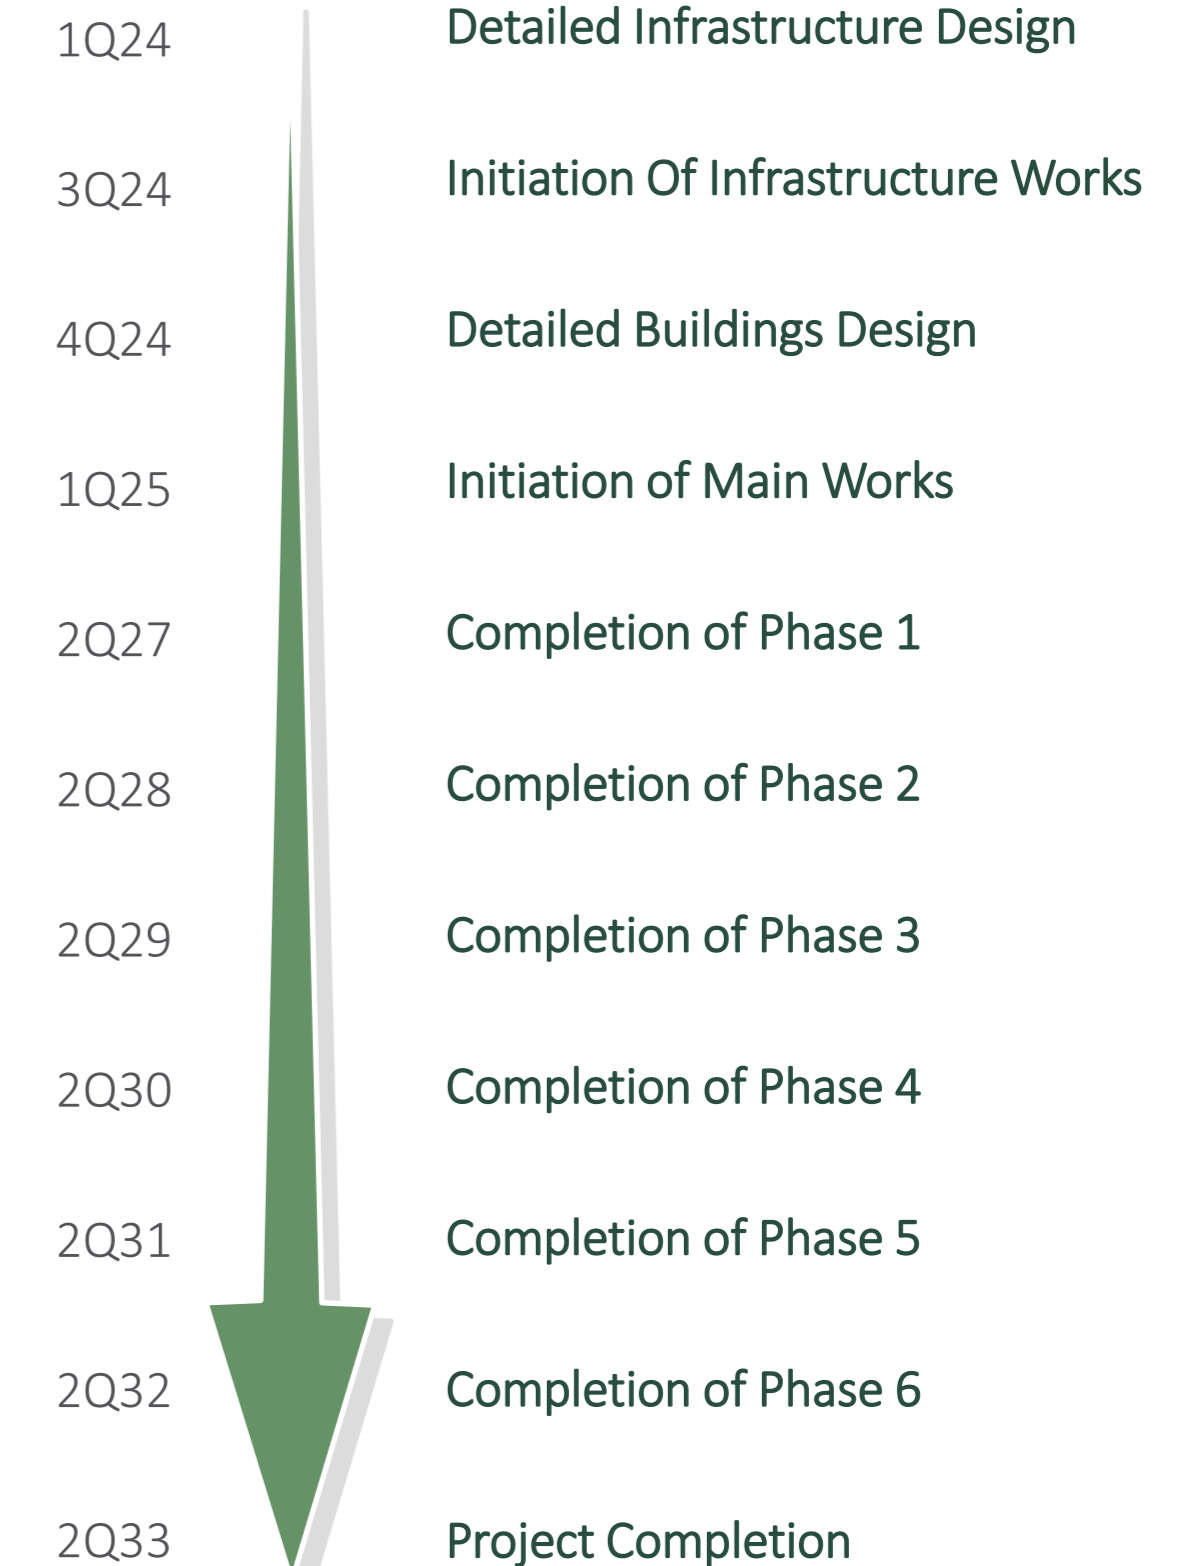 1Q24 Detailed Infrastructure Design
3Q24 Initiation Of Infrastructure Works
4Q24 Detailed Buildings Design
1Q25 Initiation of Main Works
2Q27 Completion of Phase 1
2Q28 Completion of Phase 2
2Q29 Completion of Phase 3
2Q30 Completion of Phase 4
2Q31 Completion of Phase 5
2Q32 Completion of Phase 6
2Q33 Project Completion